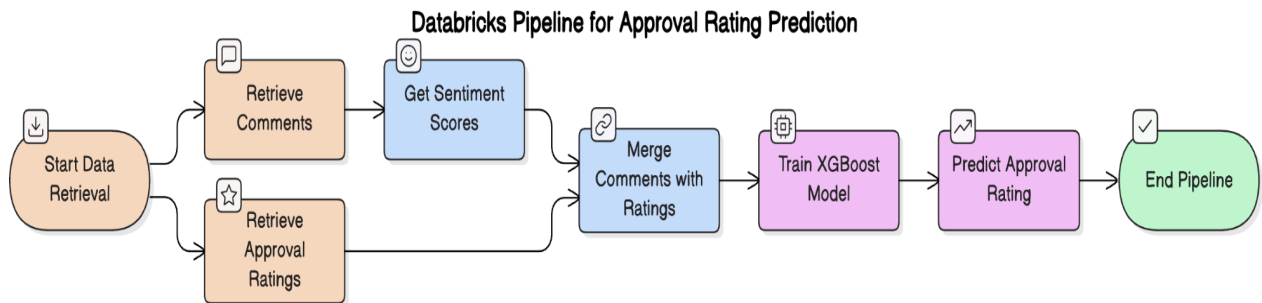 Databricks Pipeline for Approval Rating Prediction
Start Data
Retrieval
Retrieve
Comments
Get Sentiment
Scores
Retrieve
Approval
Ratings
Merge
Comments with
Ratings
Train XGBoost
Model
Predict Approval
Rating
End Pipeline